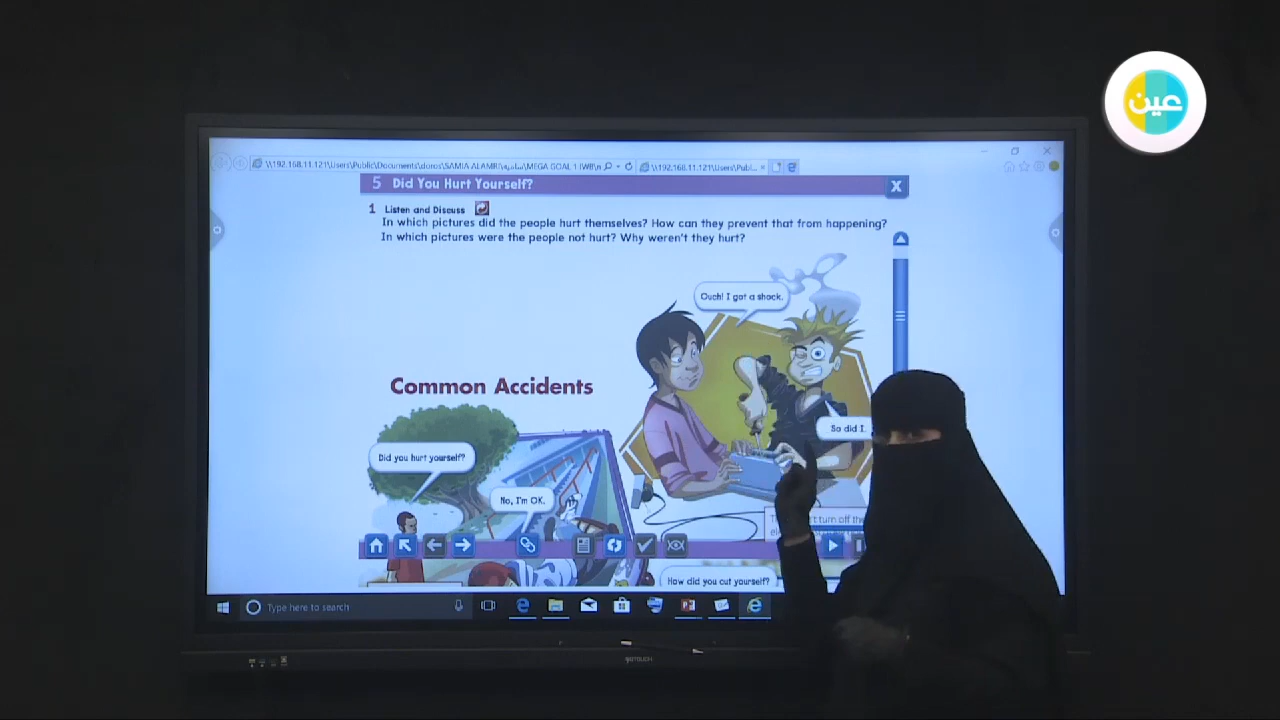 عين
5 Did You Hurt Yourself?
X
1 Listen and Discuss
In which pictures did the people hurt themselves? How can they prevent that from happening?
In which pictures were the people not hurt? Why weren't they hurt?
Ouch! I got a shock.
Common Accidents
So did I.
Did you hurt yourself?
No, I'm OK.
turn off the
How did you cut yourself?
Type here to search